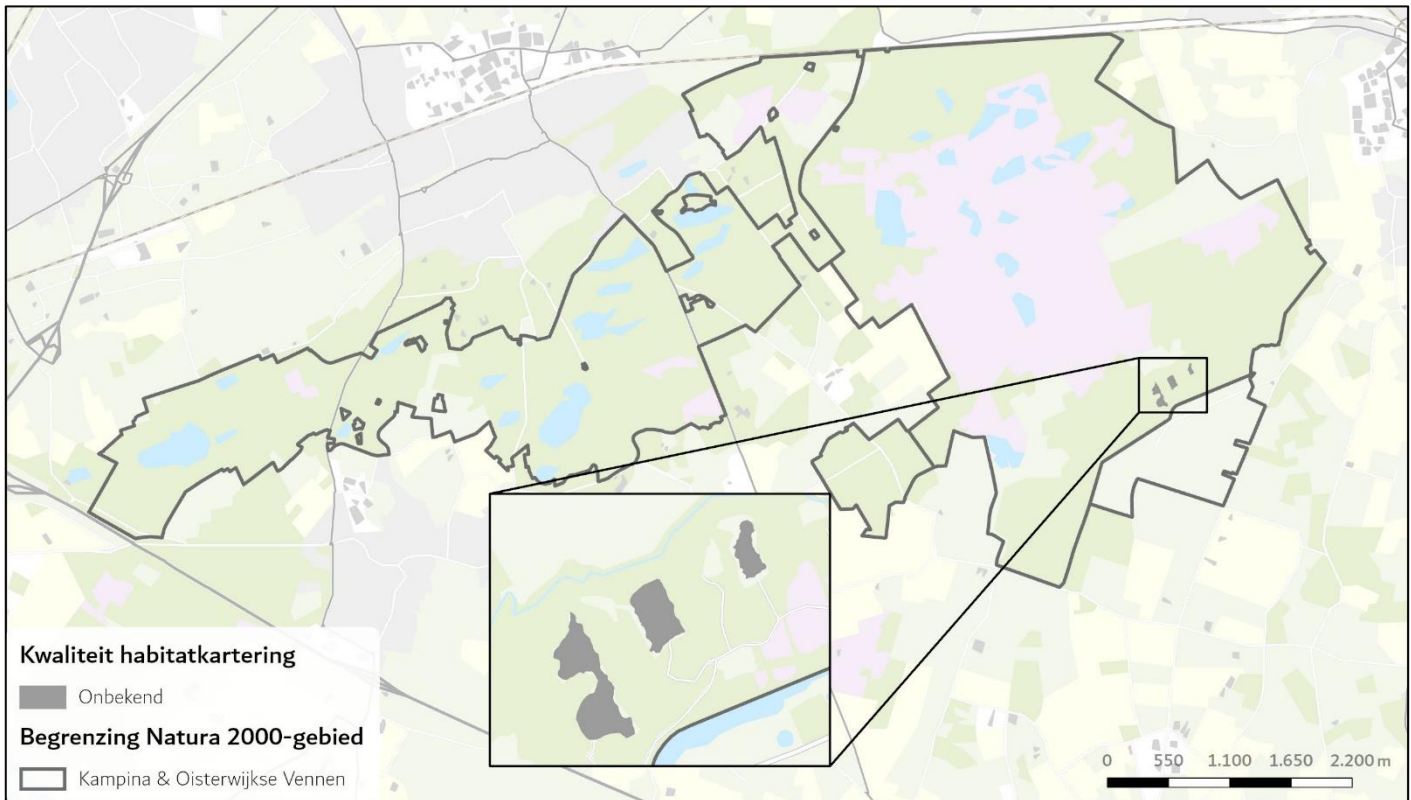 Kwaliteit habitatkartering
Onbekend
Begrenzing Natura 2000-gebied
Kampina & Oisterwijkse Vennen
0 550 1.100 1.650 2.200 m